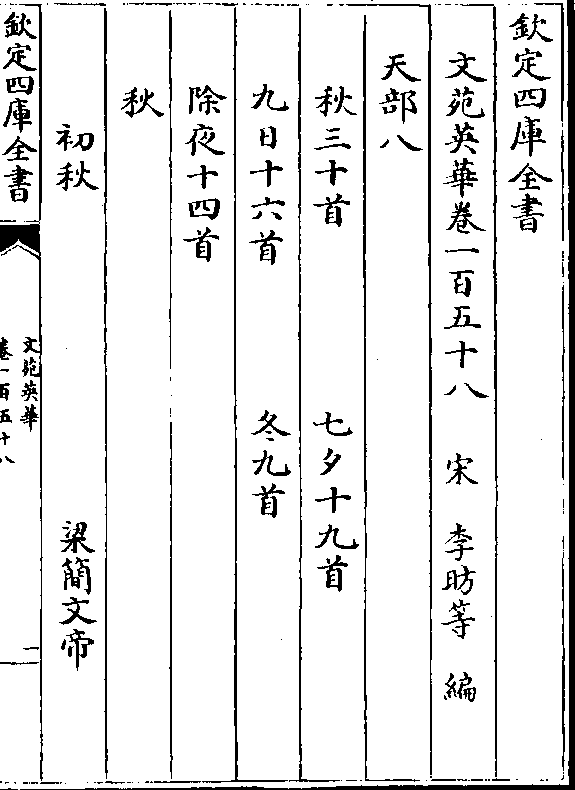 欽定四庫全書
文苑英華卷一百五十八 宋 李昉等 編
天部八
秋三十首 七夕十九首
九日十六首 冬九首
除夜十四首
秋
初秋 梁簡文帝
欽定四庫全書
文苑英華
卷一百五十八
一